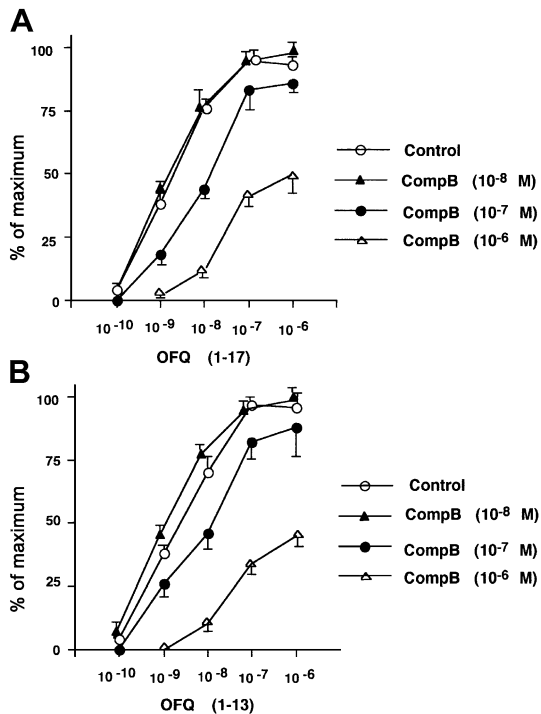 A
100
75
50
25
0
% of maximum
10-10 10-9 10-8 10-7 10-6
OFQ (1-17)
Control
CompB (10-8 M)
CompB (10-7 M)
CompB (10-6 M)
B
100
75
50
25
0
% of maximum
10-10 10-9 10-8 10-7 10-6
OFQ (1-13)
Control
CompB (10-8 M)
CompB (10-7 M)
CompB (10-6 M)